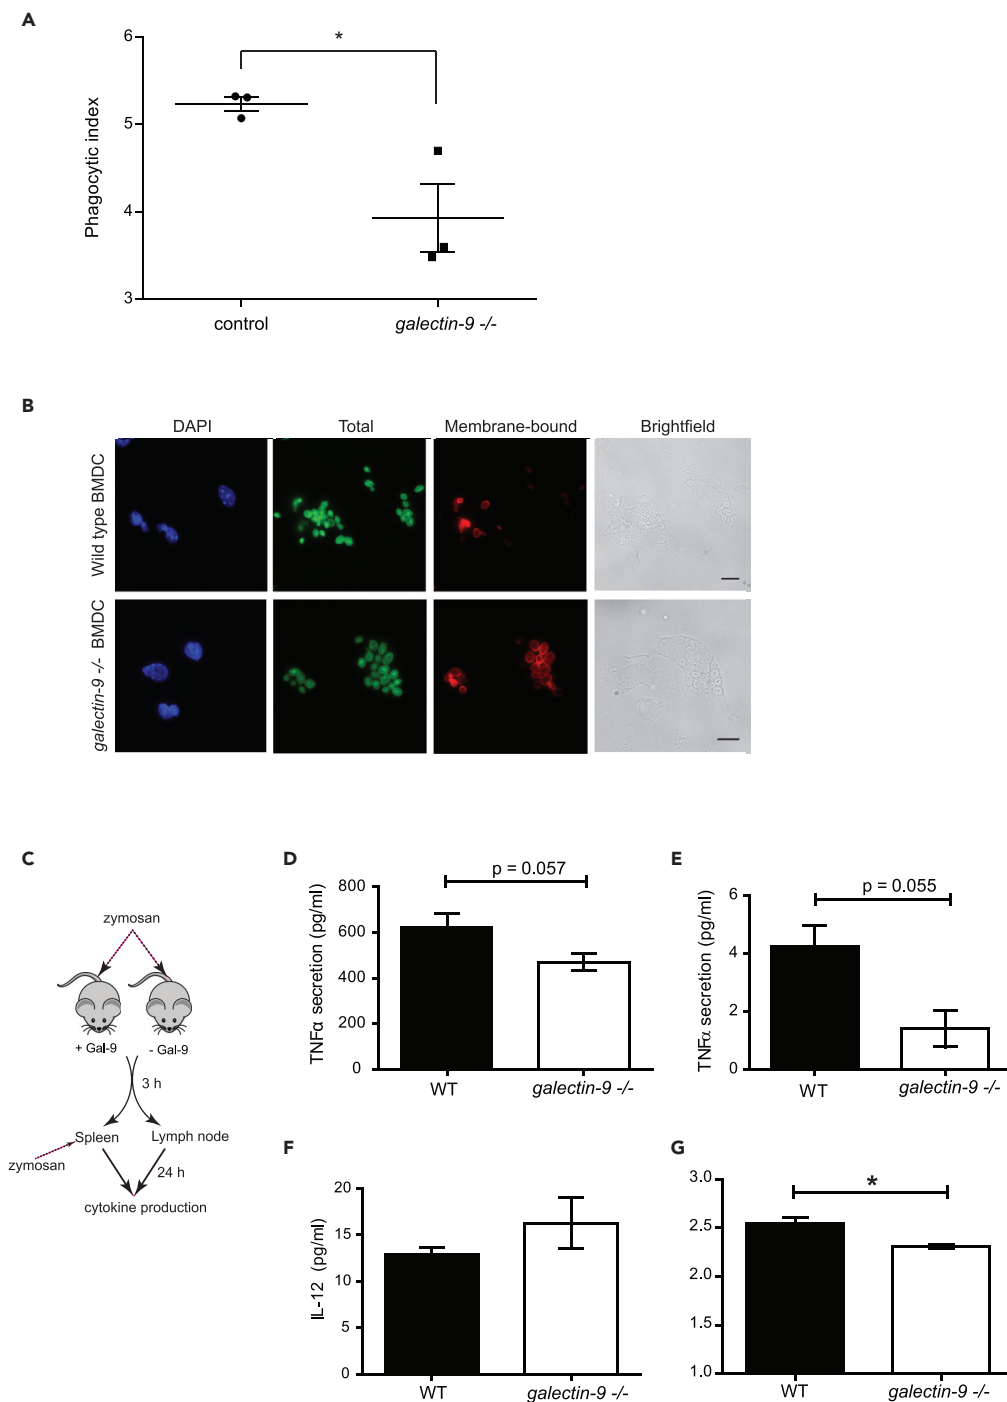 A
6
5
4
3
Phagocytic index
*
control
galectin-9 -/-
B
DAPI
Total
Membrane-bound
Brightfield
Wild type BMDC
galectin-9 -/- BMDC
C
zymosan
+ Gal-9
- Gal-9
3 h
Spleen
Lymph node
zymosan
24 h
cytokine production
D
p = 0.057
800
600
400
200
0
TNFα secretion (pg/ml)
WT
galectin-9 -/-
E
p = 0.055
6
4
2
0
TNFα secretion (pg/ml)
WT
galectin-9 -/-
F
20
15
10
5
0
IL-12 (pg/ml)
WT
galectin-9 -/-
G
*
3.0
2.5
2.0
1.5
1.0
WT
galectin-9 -/-